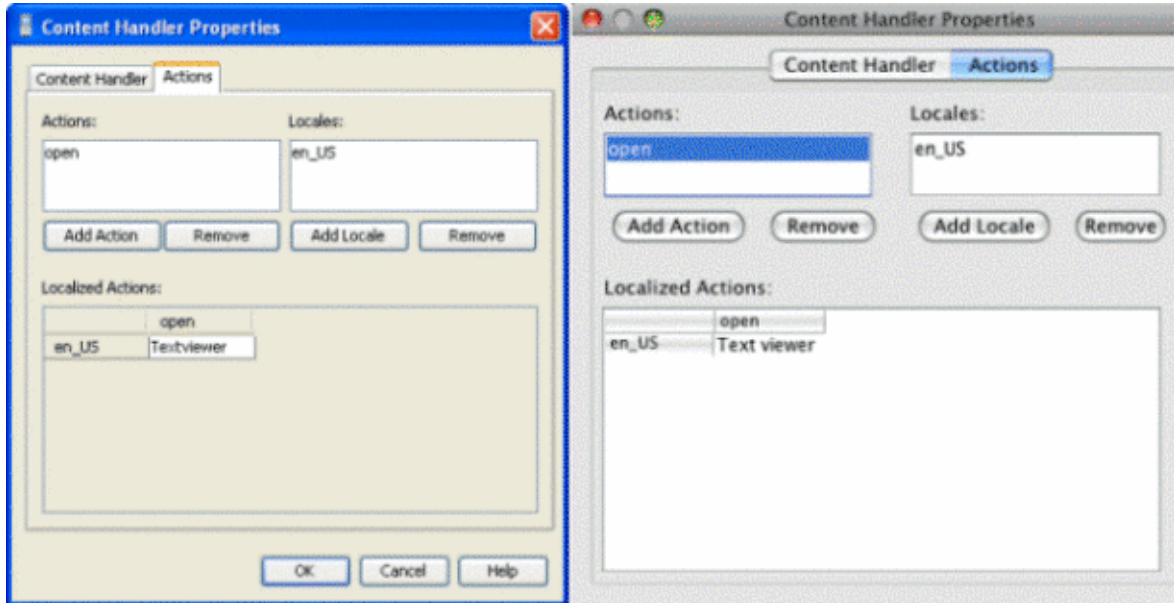 Content Handler Properties
Content Handler Actions
Actions: Locales:
open en_US
Add Action Remove Add Locale Remove
Localized Actions:
open
en_US Textviewer
OK Cancel Help
Content Handler Properties
Content Handler Actions
Actions: Locales:
open en_US
Add Action Remove Add Locale Remove
Localized Actions:
open
en_US Text viewer